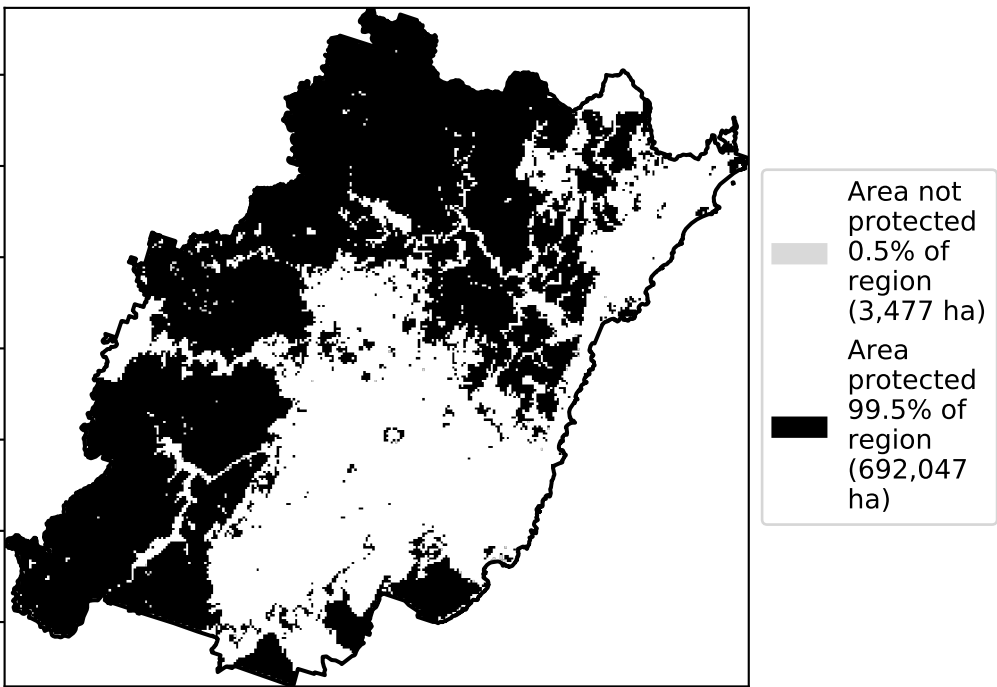 Area not
protected
0.5% of
region
(3,477 ha)
Area
protected
99.5% of
region
(692,047
ha)